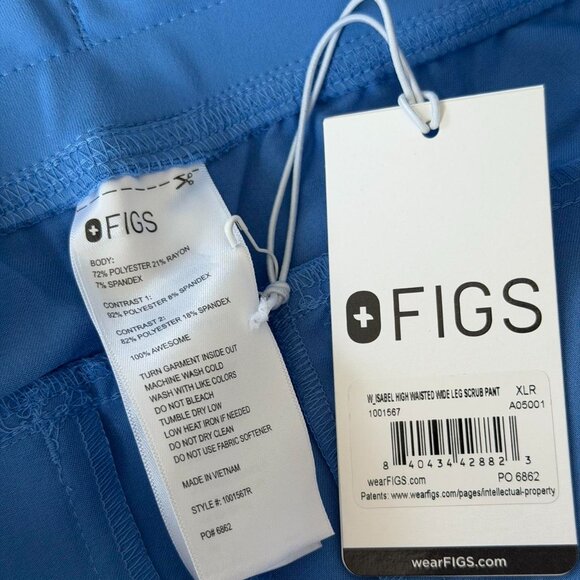 FIGS
BODY:
72% POLYESTER 21% RAYON
7% SPANDEX
CONTRAST 1:
92% POLYESTER 8% SPANDEX
CONTRAST 2:
82% POLYESTER 18% SPANDEX
100% AWESOME
TURN GARMENT INSIDE OUT
MACHINE WASH COLD
WASH WITH LIKE COLORS
DO NOT BLEACH
TUMBLE DRY LOW
LOW HEAT IRON IF NEEDED
DO NOT DRY CLEAN
DO NOT USE FABRIC SOFTENER
MADE IN VIETNAM
STYLE #: 100156TR
PO# 6862
FIGS
W_ISABEL HIGH WAISTED WIDE LEG SCRUB PANT XLR
1001567 A05001
8 40434 42882 3
wearFIGS.com PO 6862
Patents: www.wearfigs.com/pages/intellectual-property
wearFIGS.com